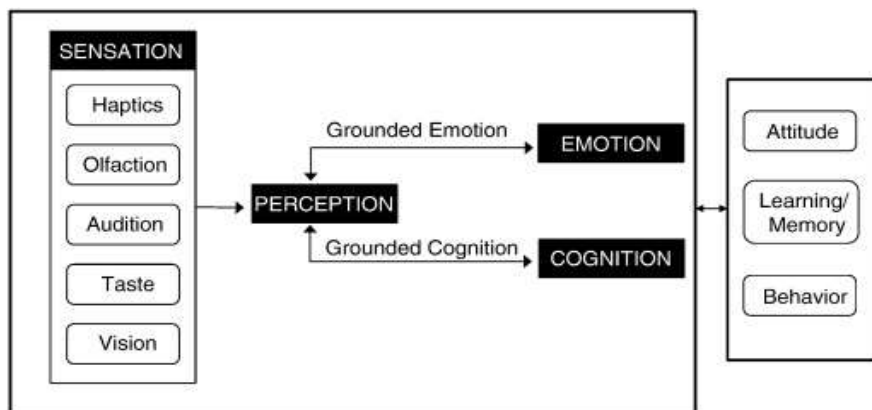 SENSATION
Haptics
Olfaction
Audition
Taste
Vision
PERCEPTION
Grounded Emotion
EMOTION
Grounded Cognition
COGNITION
Attitude
Learning/
Memory
Behavior